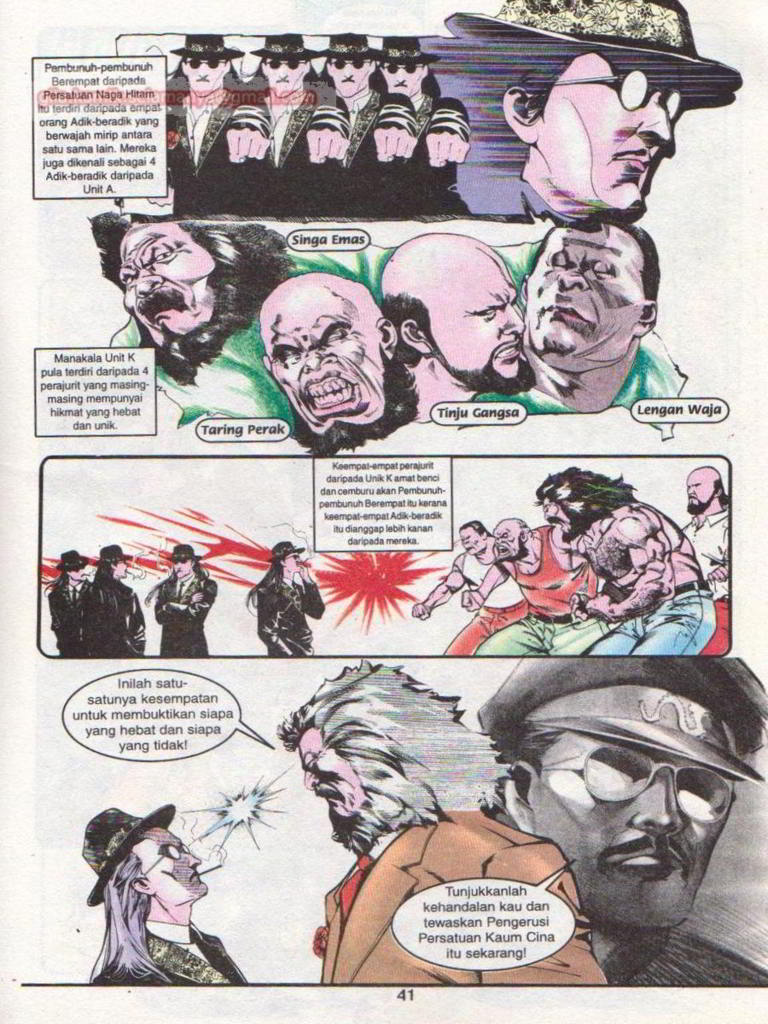 Pembunuh-pembunuh
Berempat daripada
Persatuan Naga Hitam
itu terdiri daripada empat
orang Adik-beradik yang
berwajah mirip antara
satu sama lain. Mereka
juga dikenali sebagai 4
Adik-beradik daripada
Unit A.
Singa Emas
Manakala Unit K
pula terdiri daripada 4
perajurit yang masing-
masing mempunyai
hikmat yang hebat
dan unik.
Taring Perak
Tinju Gangsa
Lengan Waja
Keempat-empat perajurit
daripada Unik K amat benci
dan cemburu akan Pembunuh-
pembunuh Berempat itu kerana
keempat-empat Adik-beradik
itu dianggap lebih kanan
daripada mereka.
Inilah satu-
satunya kesempatan
untuk membuktikan siapa
yang hebat dan siapa
yang tidak!
Tunjukkanlah
kehandalan kau dan
tewaskan Pengerusi
Persatuan Kaum Cina
itu sekarang!
41